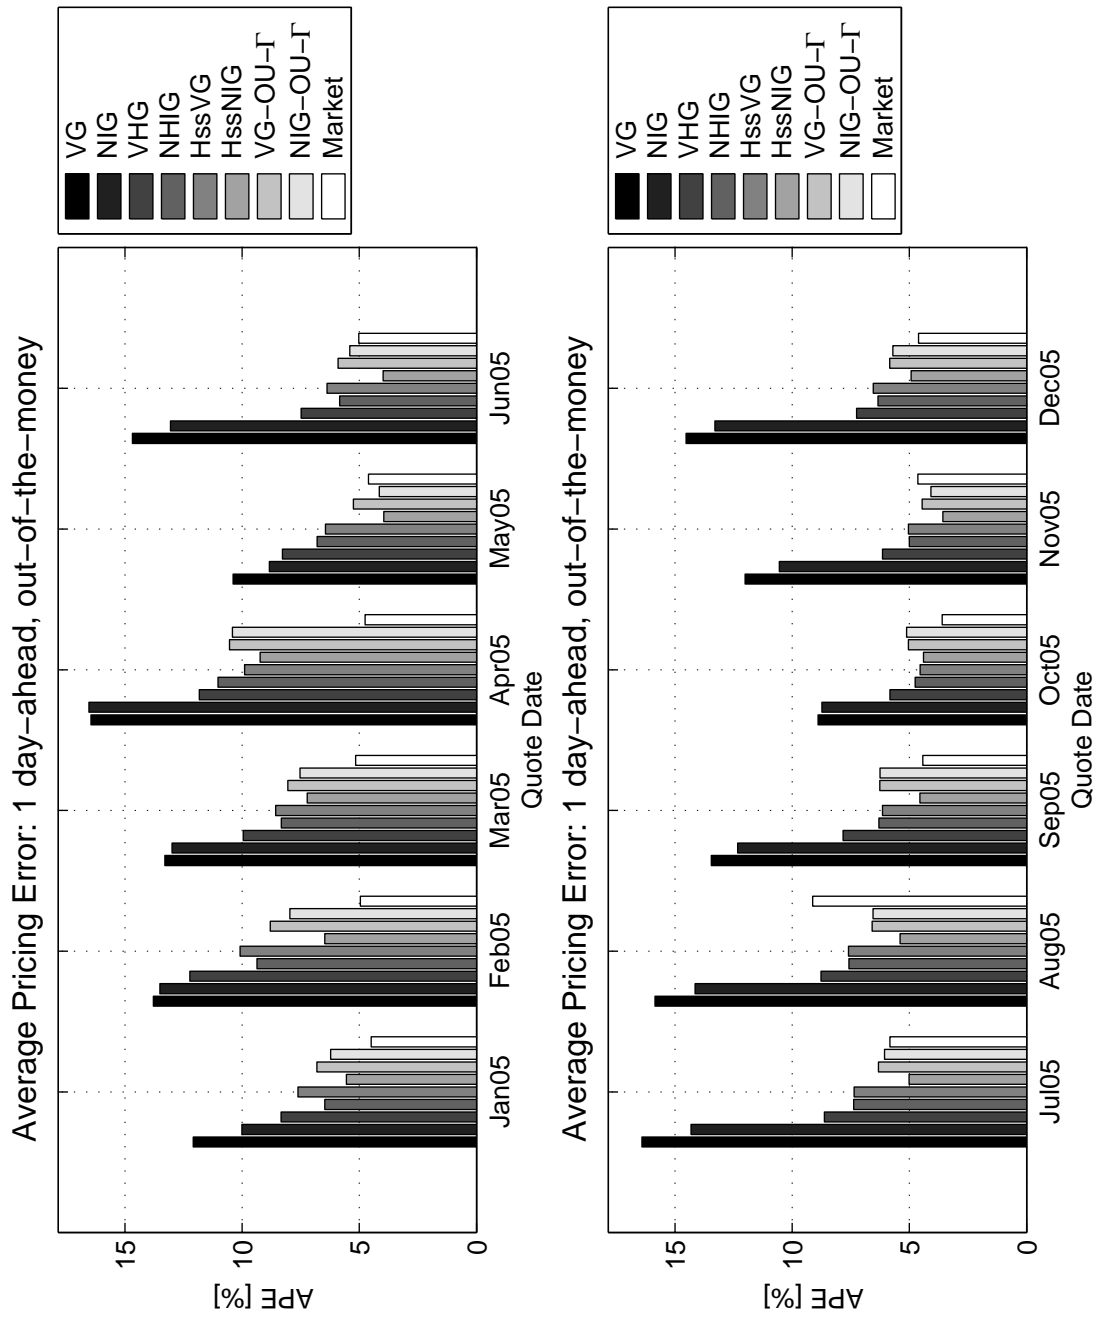 Average Pricing Error: 1 day−ahead, out−of−the−money
APE [%]
15
10
5
0
Jan05 Feb05 Mar05 Apr05 May05 Jun05
Quote Date
VG
NIG
VHG
NHIG
HssVG
HssNIG
VG−OU−Γ
NIG−OU−Γ
Market
Average Pricing Error: 1 day−ahead, out−of−the−money
APE [%]
15
10
5
0
Jul05 Aug05 Sep05 Oct05 Nov05 Dec05
Quote Date
VG
NIG
VHG
NHIG
HssVG
HssNIG
VG−OU−Γ
NIG−OU−Γ
Market